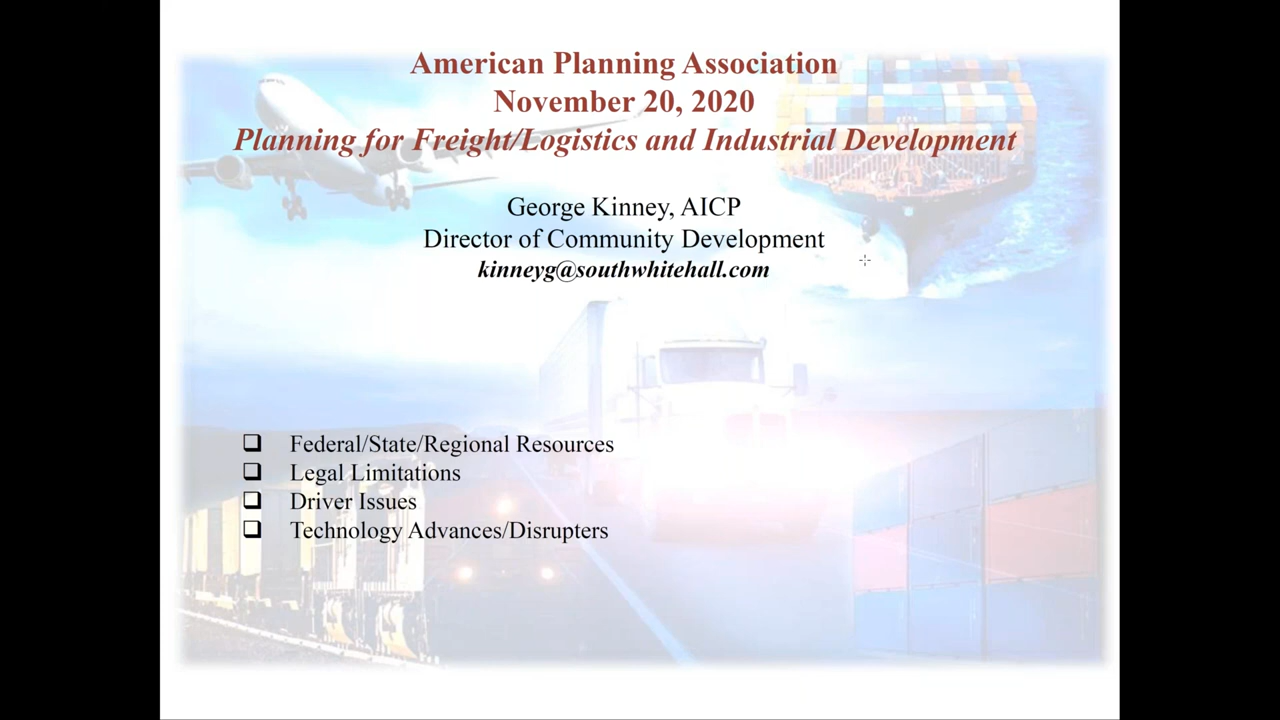 American Planning Association
November 20, 2020
Planning for Freight/Logistics and Industrial Development
George Kinney, AICP
Director of Community Development
kinneyg@southwhitehall.com
❑ Federal/State/Regional Resources
❑ Legal Limitations
❑ Driver Issues
❑ Technology Advances/Disrupters